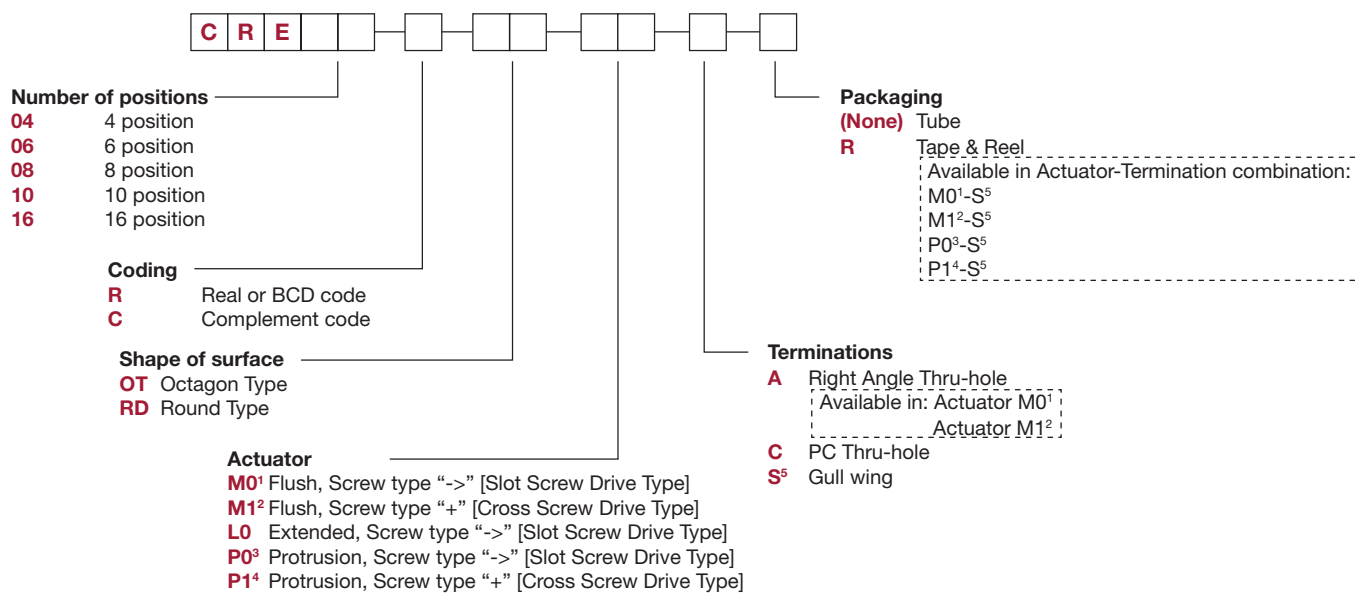 C R E
Number of positions
04 4 position
06 6 position
08 8 position
10 10 position
16 16 position
Coding
R Real or BCD code
C Complement code
Shape of surface
OT Octagon Type
RD Round Type
Actuator
M0¹ Flush, Screw type “->” [Slot Screw Drive Type]
M1² Flush, Screw type “+” [Cross Screw Drive Type]
L0 Extended, Screw type “->” [Slot Screw Drive Type]
P0³ Protrusion, Screw type “->” [Slot Screw Drive Type]
P1⁴ Protrusion, Screw type “+” [Cross Screw Drive Type]
Terminations
A Right Angle Thru-hole
Available in: Actuator M0¹
Actuator M1²
C PC Thru-hole
S⁵ Gull wing
Packaging
(None) Tube
R Tape & Reel
Available in Actuator-Termination combination:
M0¹-S⁵
M1²-S⁵
P0³-S⁵
P1⁴-S⁵